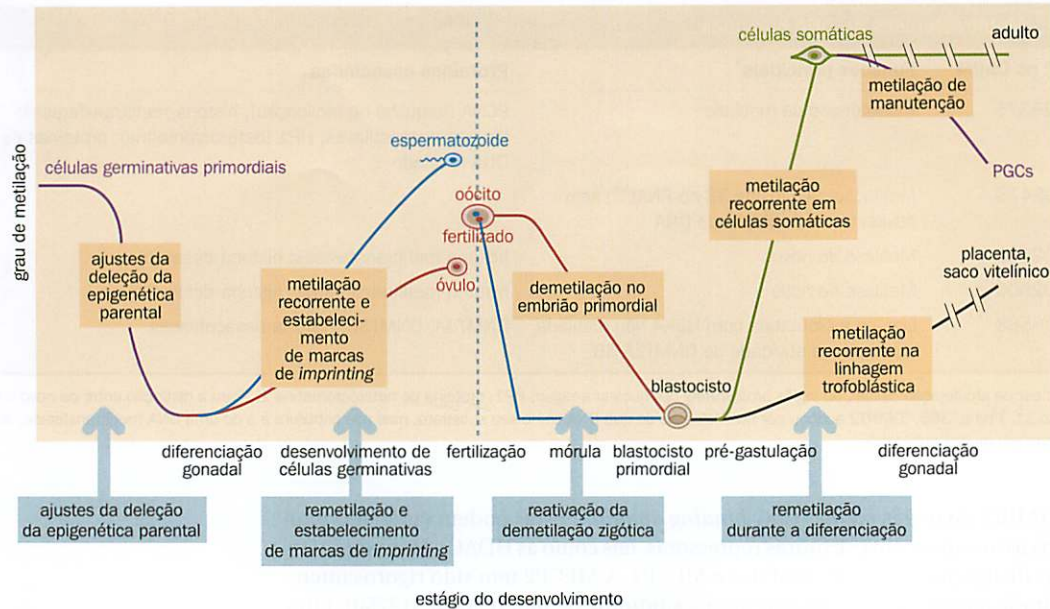 células somáticas
adulto
metilação de
manutenção
espermatozoide
células germinativas primordiais
PGCs
grau de metilação
oócito
fertilizado
metilação
recorrente em
células somáticas
ajustes da
deleção da
epigenética
parental
metilação
recorrente e
estabeleci-
mento
de marcas
de imprinting
óvulo
demetilação no
embrião primordial
placenta,
saco vitelínico
metilação
recorrente na
linhagem
trofoblástica
blastocisto
diferenciação
gonadal
desenvolvimento de
células germinativas
fertilização
mórula
blastocisto
primordial
pré-gastulação
diferenciação
gonadal
ajustes da deleção
da epigenética parental
remetilação e
estabelecimento
de marcas de imprinting
reativação da
demetilação zigótica
remetilação
durante a diferenciação
estágio do desenvolvimento